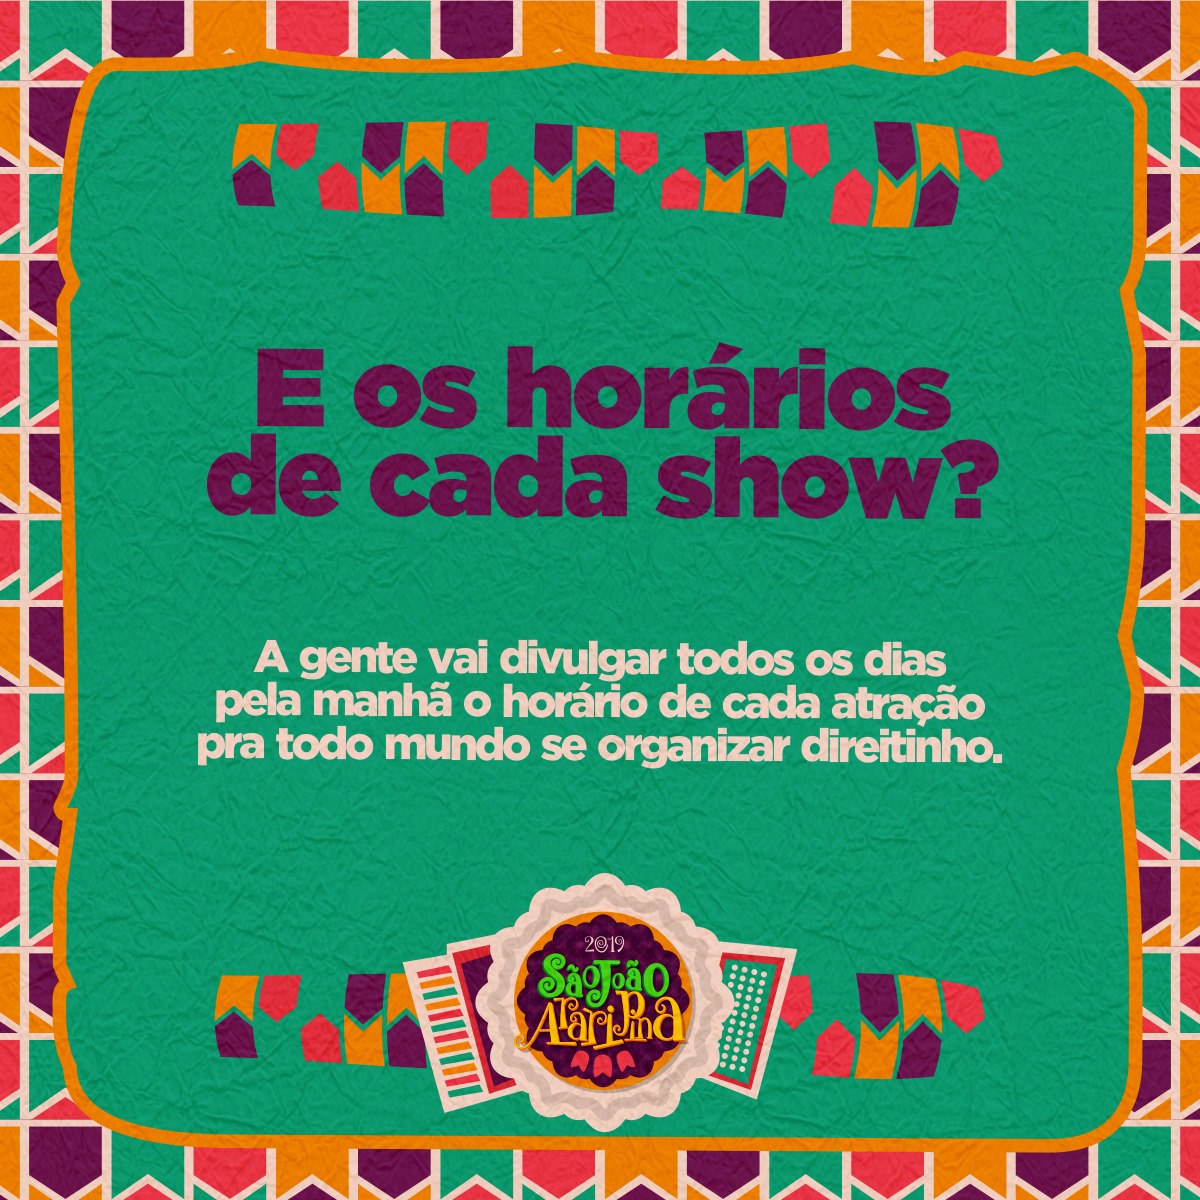 E os horários
de cada show?
A gente vai divulgar todos os dias
pela manhã o horário de cada atração
pra todo mundo se organizar direitinho.
2019
São João
Araripina